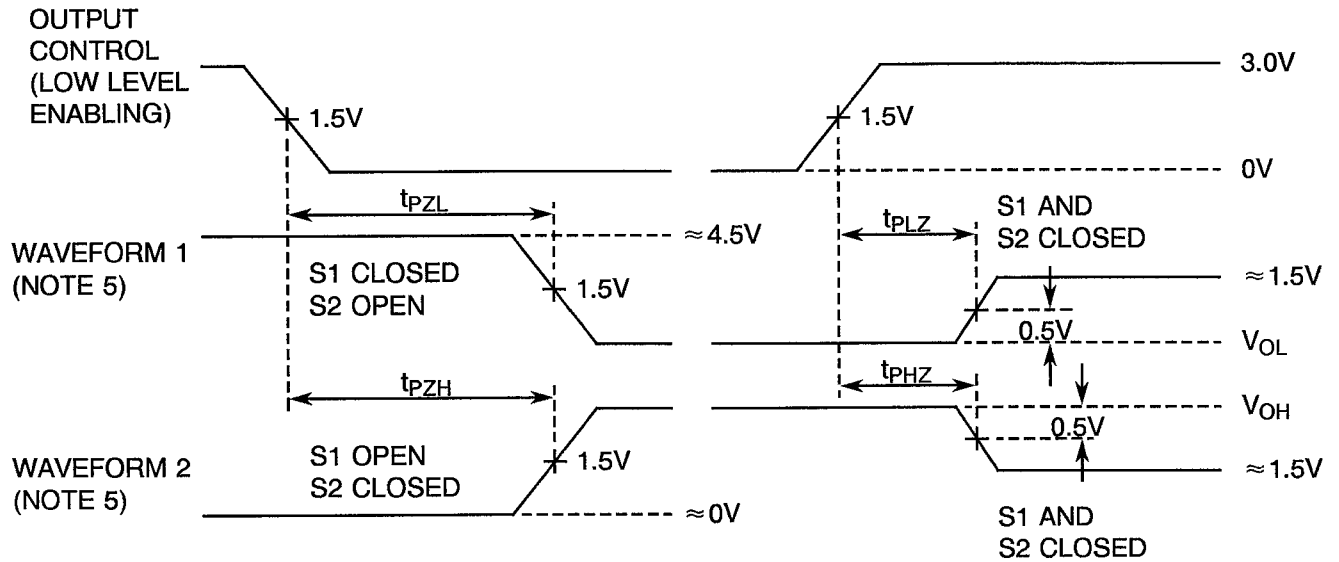 OUTPUT
CONTROL
(LOW LEVEL
ENABLING)
1.5V
1.5V
3.0V
0V
tPZL
tPLZ
S1 AND
S2 CLOSED
WAVEFORM 1
(NOTE 5)
≈4.5V
S1 CLOSED
S2 OPEN
1.5V
≈1.5V
0.5V
VOL
tPZH
tPHZ
VOH
0.5V
WAVEFORM 2
(NOTE 5)
S1 OPEN
S2 CLOSED
1.5V
≈1.5V
≈0V
S1 AND
S2 CLOSED